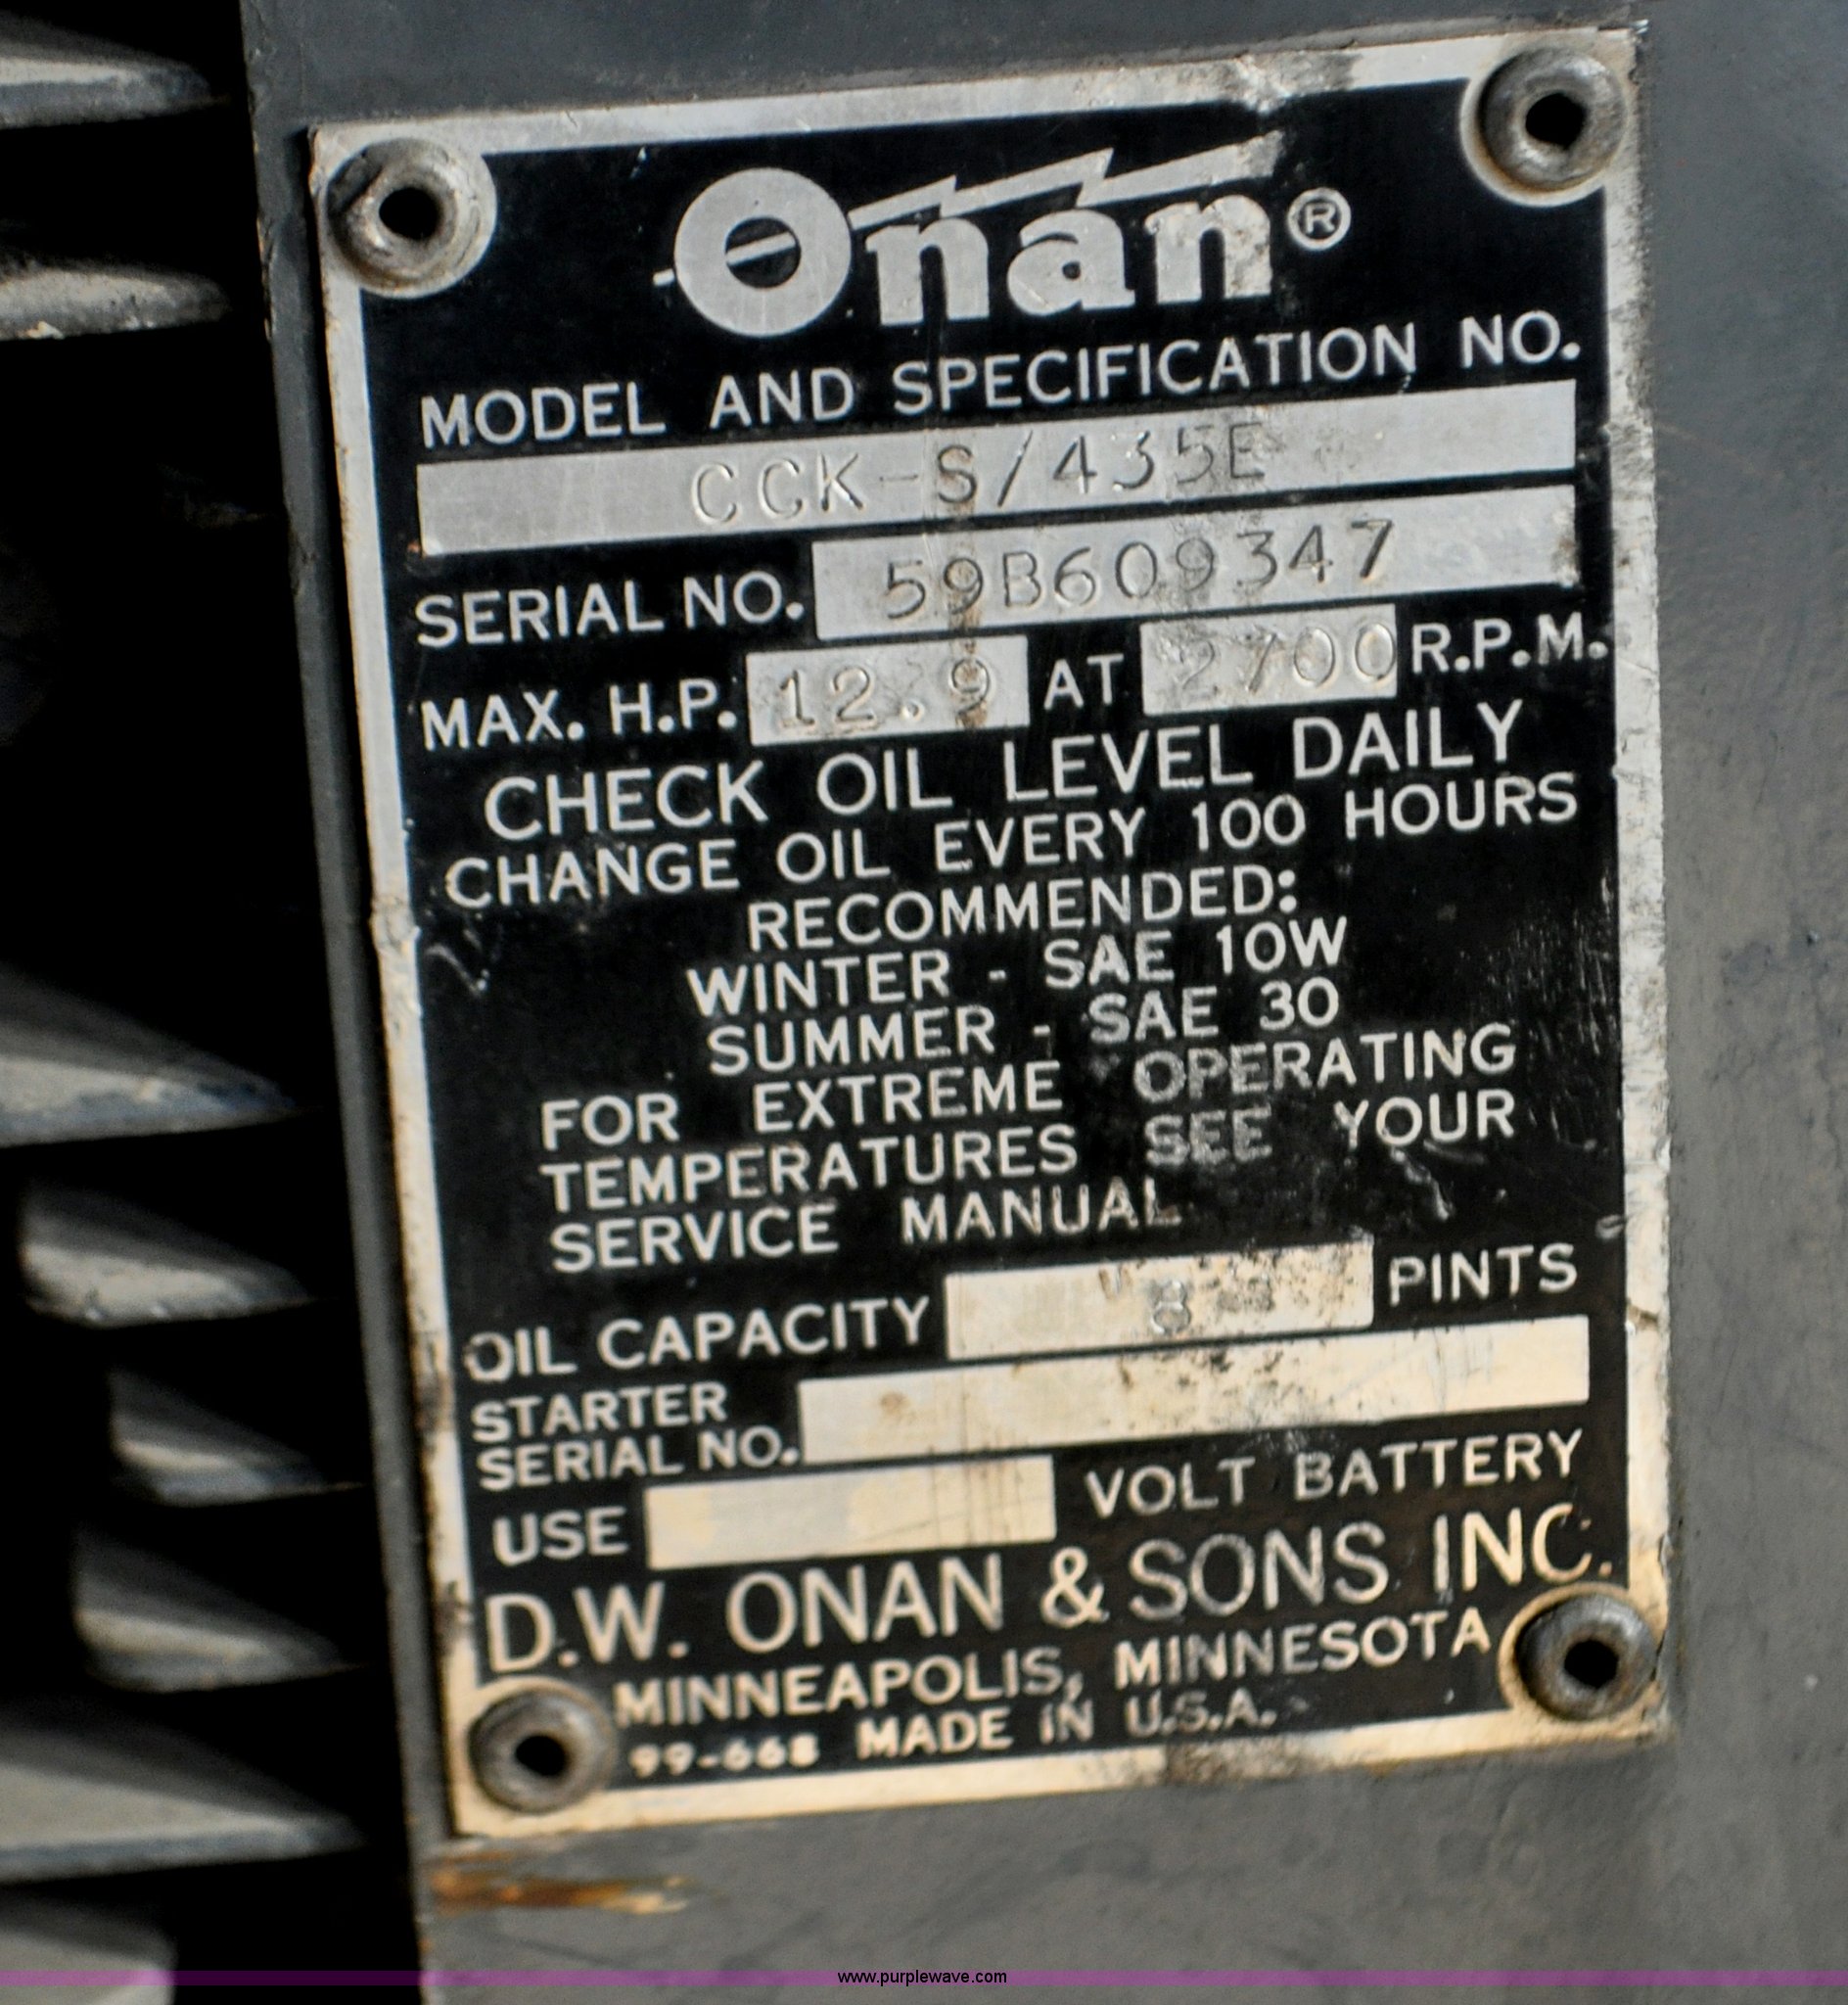 Onan®
MODEL AND SPECIFICATION NO.
CCK-S/435E
SERIAL NO. 59B609347
MAX. H.P. 12.9 AT 2700 R.P.M.
CHECK OIL LEVEL DAILY
CHANGE OIL EVERY 100 HOURS
RECOMMENDED:
WINTER - SAE 10W
SUMMER - SAE 30
FOR EXTREME OPERATING
TEMPERATURES SEE YOUR
SERVICE MANUAL
OIL CAPACITY 8 PINTS
STARTER
SERIAL NO.
USE VOLT BATTERY
D.W. ONAN & SONS INC.
MINNEAPOLIS, MINNESOTA
99-668 MADE IN U.S.A.
www.purplewave.com